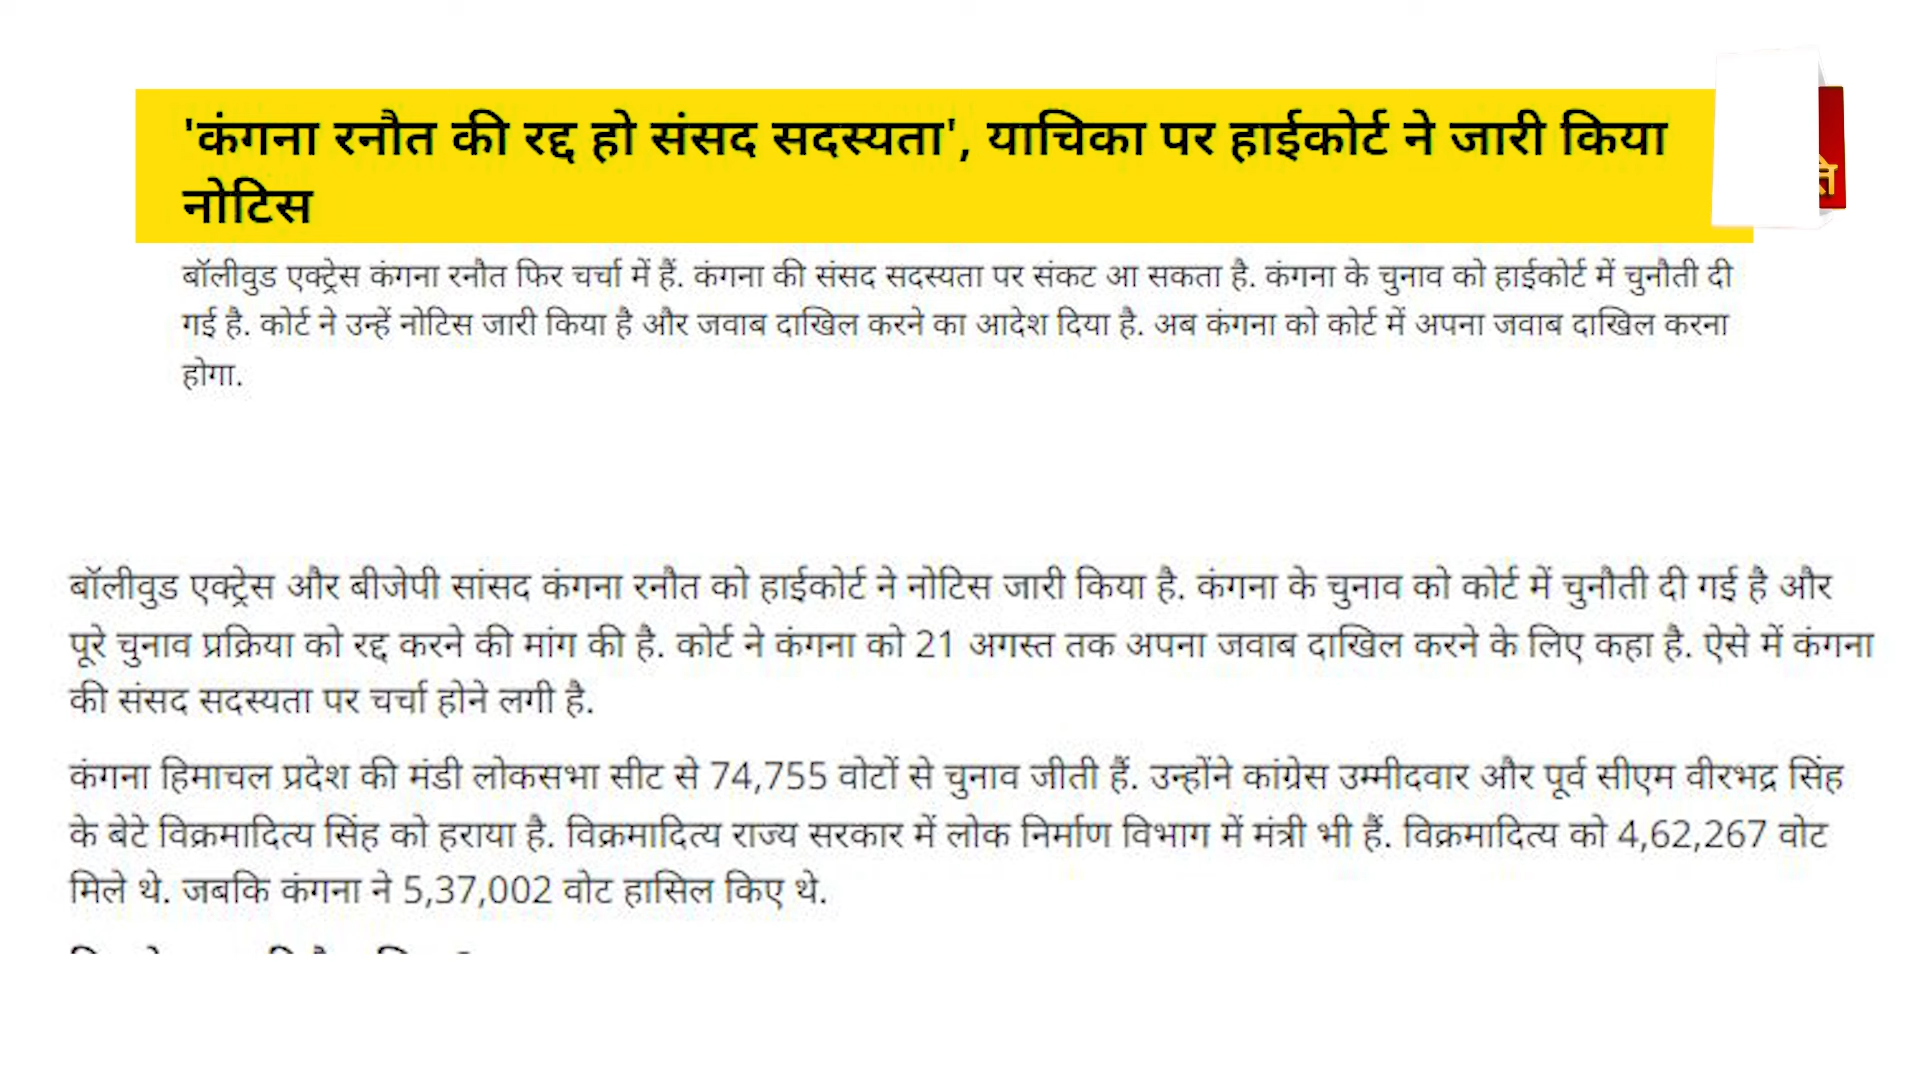 'कंगना रनौत की रद्द हो संसद सदस्यता', याचिका पर हाईकोर्ट ने जारी किया
नोटिस
बॉलीवुड एक्ट्रेस कंगना रनौत फिर चर्चा में हैं. कंगना की संसद सदस्यता पर संकट आ सकता है. कंगना के चुनाव को हाईकोर्ट में चुनौती दी
गई है. कोर्ट ने उन्हें नोटिस जारी किया है और जवाब दाखिल करने का आदेश दिया है. अब कंगना को कोर्ट में अपना जवाब दाखिल करना
होगा.
बॉलीवुड एक्ट्रेस और बीजेपी सांसद कंगना रनौत को हाईकोर्ट ने नोटिस जारी किया है. कंगना के चुनाव को कोर्ट में चुनौती दी गई है और
पूरे चुनाव प्रक्रिया को रद्द करने की मांग की है. कोर्ट ने कंगना को 21 अगस्त तक अपना जवाब दाखिल करने के लिए कहा है. ऐसे में कंगना
की संसद सदस्यता पर चर्चा होने लगी है.
कंगना हिमाचल प्रदेश की मंडी लोकसभा सीट से 74,755 वोटों से चुनाव जीती हैं. उन्होंने कांग्रेस उम्मीदवार और पूर्व सीएम वीरभद्र सिंह
के बेटे विक्रमादित्य सिंह को हराया है. विक्रमादित्य राज्य सरकार में लोक निर्माण विभाग में मंत्री भी हैं. विक्रमादित्य को 4,62,267 वोट
मिले थे. जबकि कंगना ने 5,37,002 वोट हासिल किए थे.